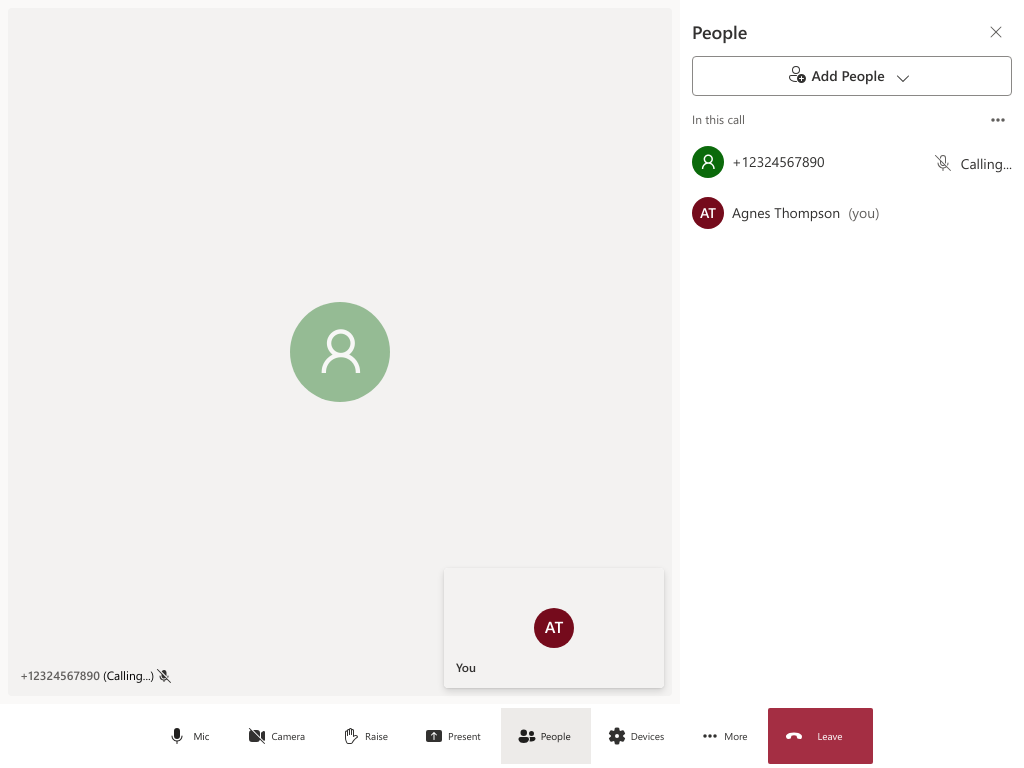 People
Add People
In this call
+12324567890
Calling...
AT
Agnes Thompson (you)
AT
You
+12324567890 (Calling...)
Mic
Camera
Raise
Present
People
Devices
More
Leave